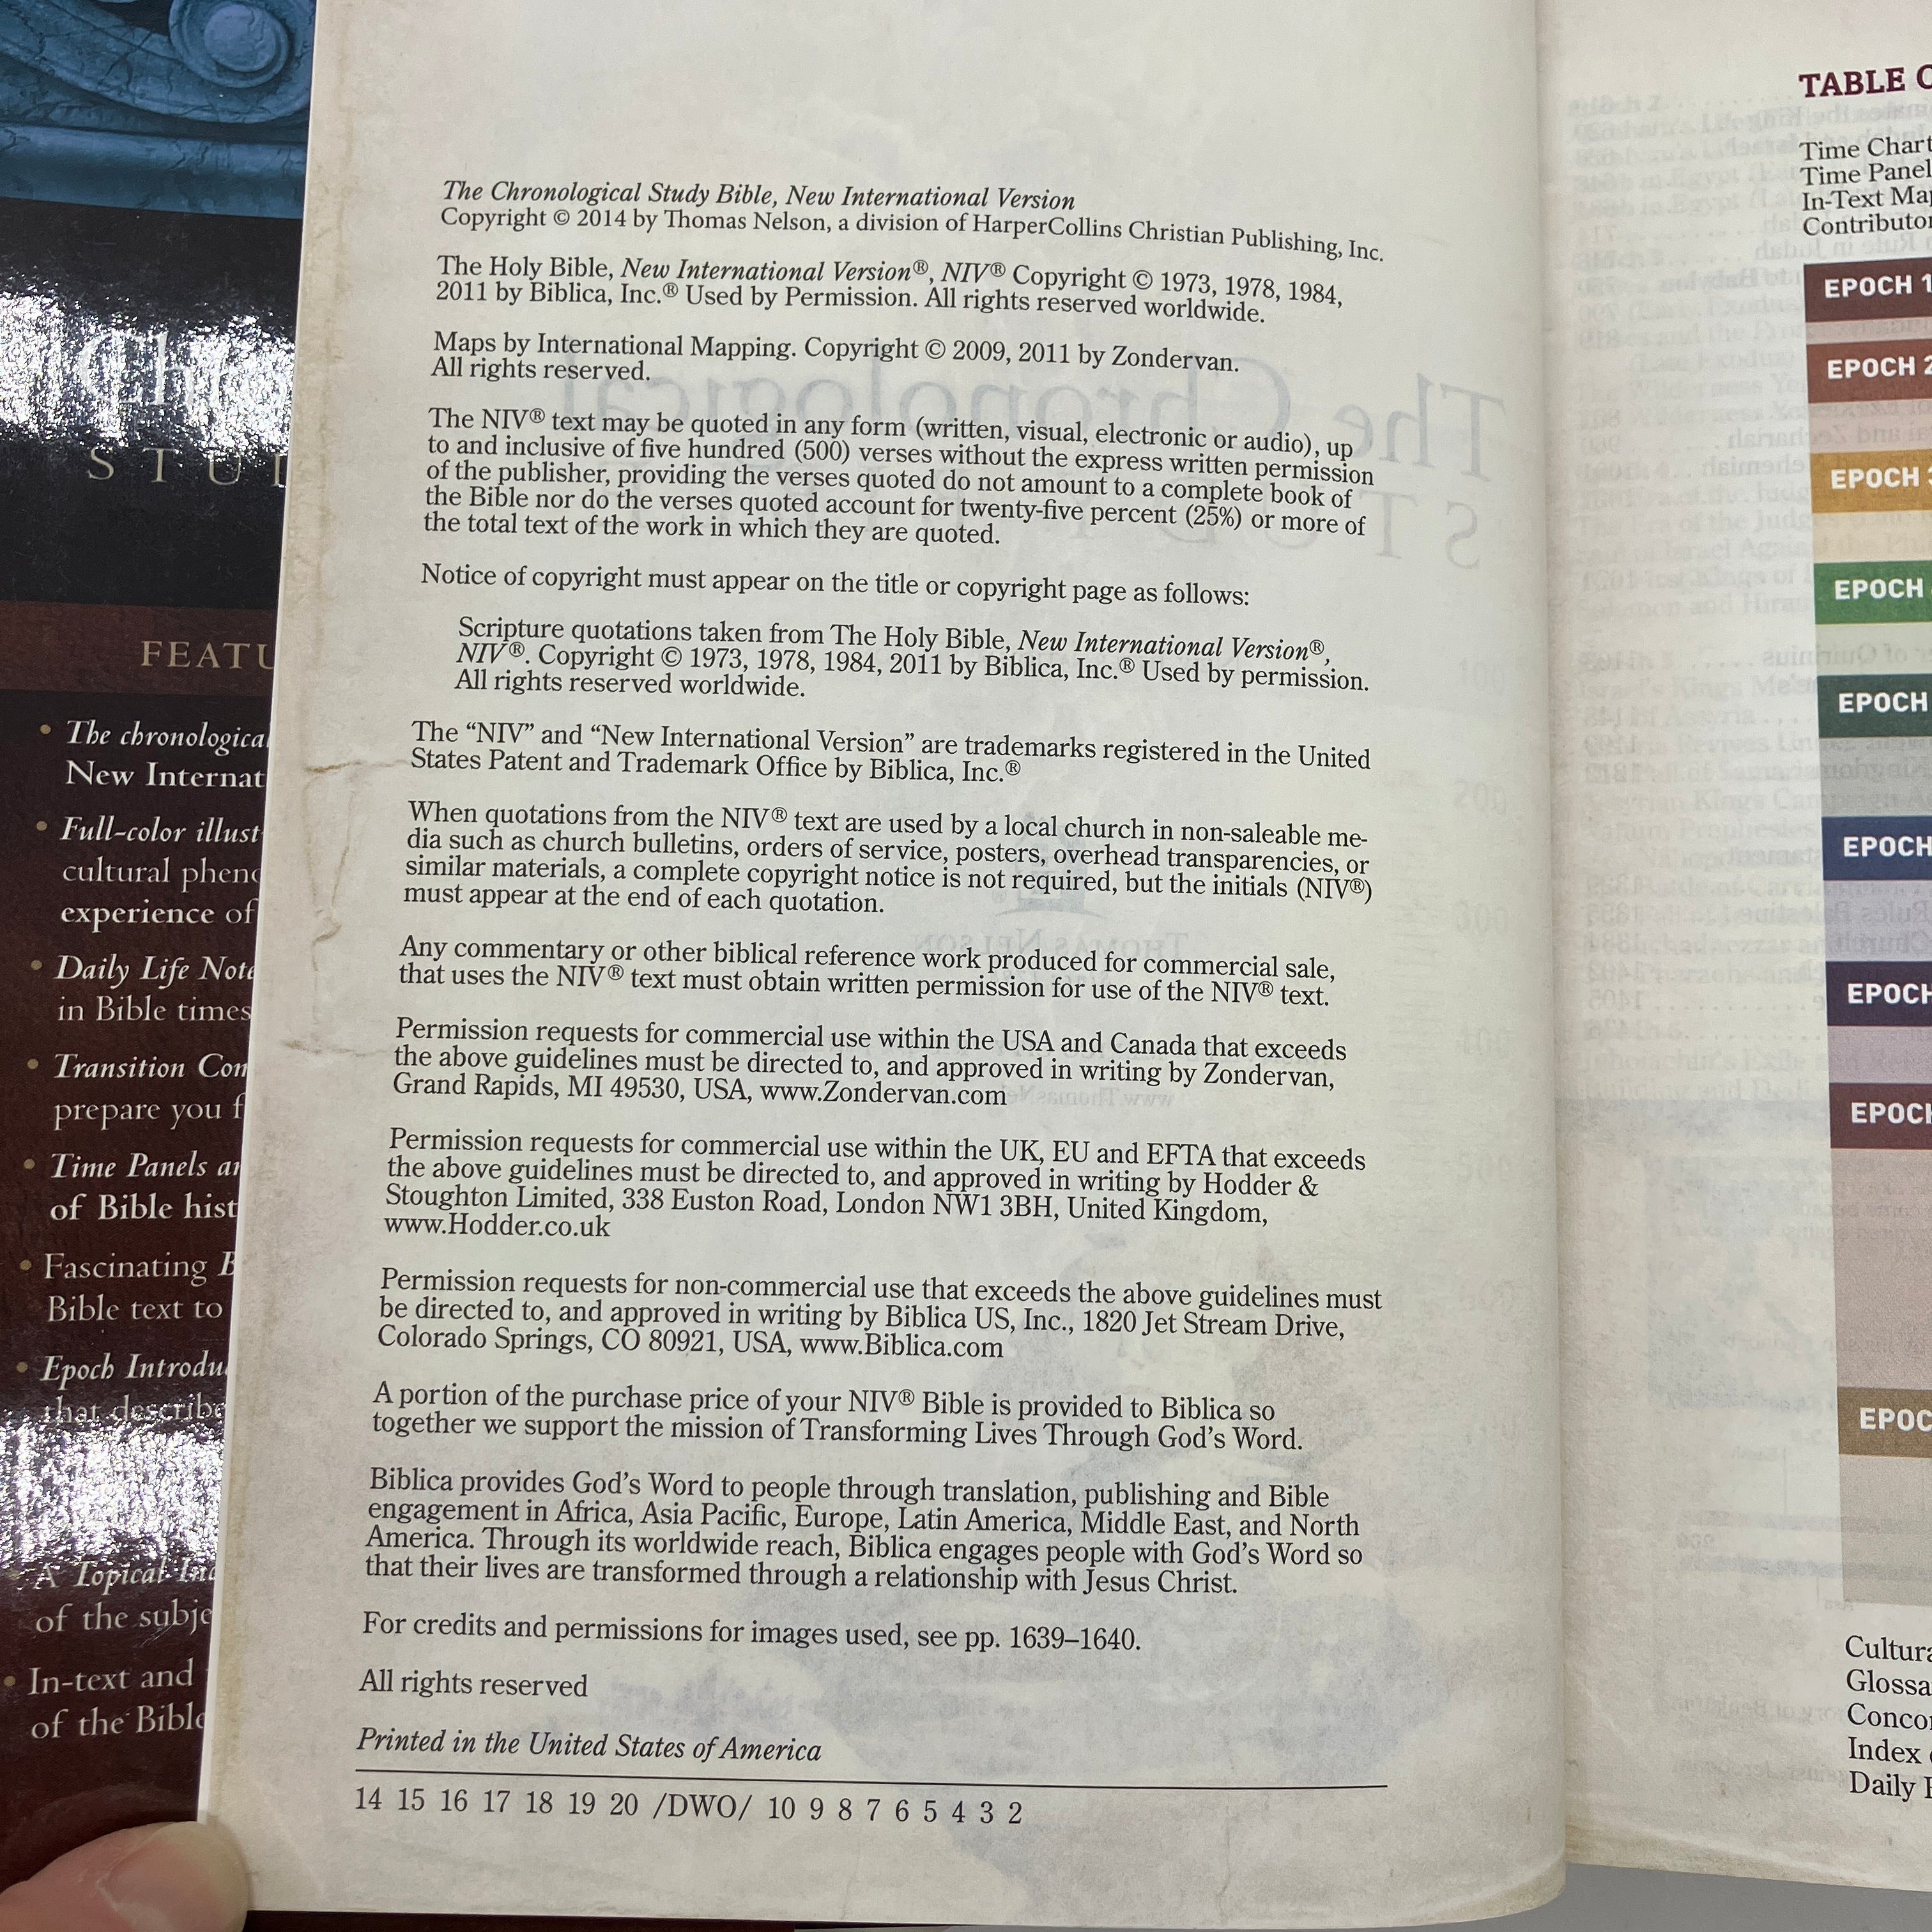 The Chronological Study Bible, New International Version
Copyright © 2014 by Thomas Nelson, a division of HarperCollins Christian Publishing, Inc.
The Holy Bible, New International Version®, NIV® Copyright © 1973, 1978, 1984,
2011 by Biblica, Inc.® Used by Permission. All rights reserved worldwide.
Maps by International Mapping. Copyright © 2009, 2011 by Zondervan.
All rights reserved.
The NIV® text may be quoted in any form (written, visual, electronic or audio), up
to and inclusive of five hundred (500) verses without the express written permission
of the publisher, providing the verses quoted do not amount to a complete book of
the Bible nor do the verses quoted account for twenty-five percent (25%) or more of
the total text of the work in which they are quoted.
Notice of copyright must appear on the title or copyright page as follows:
Scripture quotations taken from The Holy Bible, New International Version®,
NIV®. Copyright © 1973, 1978, 1984, 2011 by Biblica, Inc.® Used by permission.
All rights reserved worldwide.
The “NIV” and “New International Version” are trademarks registered in the United
States Patent and Trademark Office by Biblica, Inc.®
When quotations from the NIV® text are used by a local church in non-saleable me-
dia such as church bulletins, orders of service, posters, overhead transparencies, or
similar materials, a complete copyright notice is not required, but the initials (NIV®)
must appear at the end of each quotation.
Any commentary or other biblical reference work produced for commercial sale,
that uses the NIV® text must obtain written permission for use of the NIV® text.
Permission requests for commercial use within the USA and Canada that exceeds
the above guidelines must be directed to, and approved in writing by Zondervan,
Grand Rapids, MI 49530, USA, www.Zondervan.com
Permission requests for commercial use within the UK, EU and EFTA that exceeds
the above guidelines must be directed to, and approved in writing by Hodder &
Stoughton Limited, 338 Euston Road, London NW1 3BH, United Kingdom,
www.Hodder.co.uk
Permission requests for non-commercial use that exceeds the above guidelines must
be directed to, and approved in writing by Biblica US, Inc., 1820 Jet Stream Drive,
Colorado Springs, CO 80921, USA, www.Biblica.com
A portion of the purchase price of your NIV® Bible is provided to Biblica so
together we support the mission of Transforming Lives Through God’s Word.
Biblica provides God’s Word to people through translation, publishing and Bible
engagement in Africa, Asia Pacific, Europe, Latin America, Middle East, and North
America. Through its worldwide reach, Biblica engages people with God’s Word so
that their lives are transformed through a relationship with Jesus Christ.
For credits and permissions for images used, see pp. 1639–1640.
All rights reserved
Printed in the United States of America
14 15 16 17 18 19 20 /DWO/ 10 9 8 7 6 5 4 3 2
• The chronological
New
• Full-color
cultural
experience of
• Daily Life
in Bible times
• Transition
prepare you
• Time Panels
of Bible
• Fascinating
Bible text to
• Epoch
that
• A Topical
of the
• In-text and
of the Bible
TABLE
Time
Time
In-Text
EPOCH 1
EPOCH 2
EPOCH
EPOCH
EPOCH
EPOCH
EPOCH
EPOCH
Index
Daily